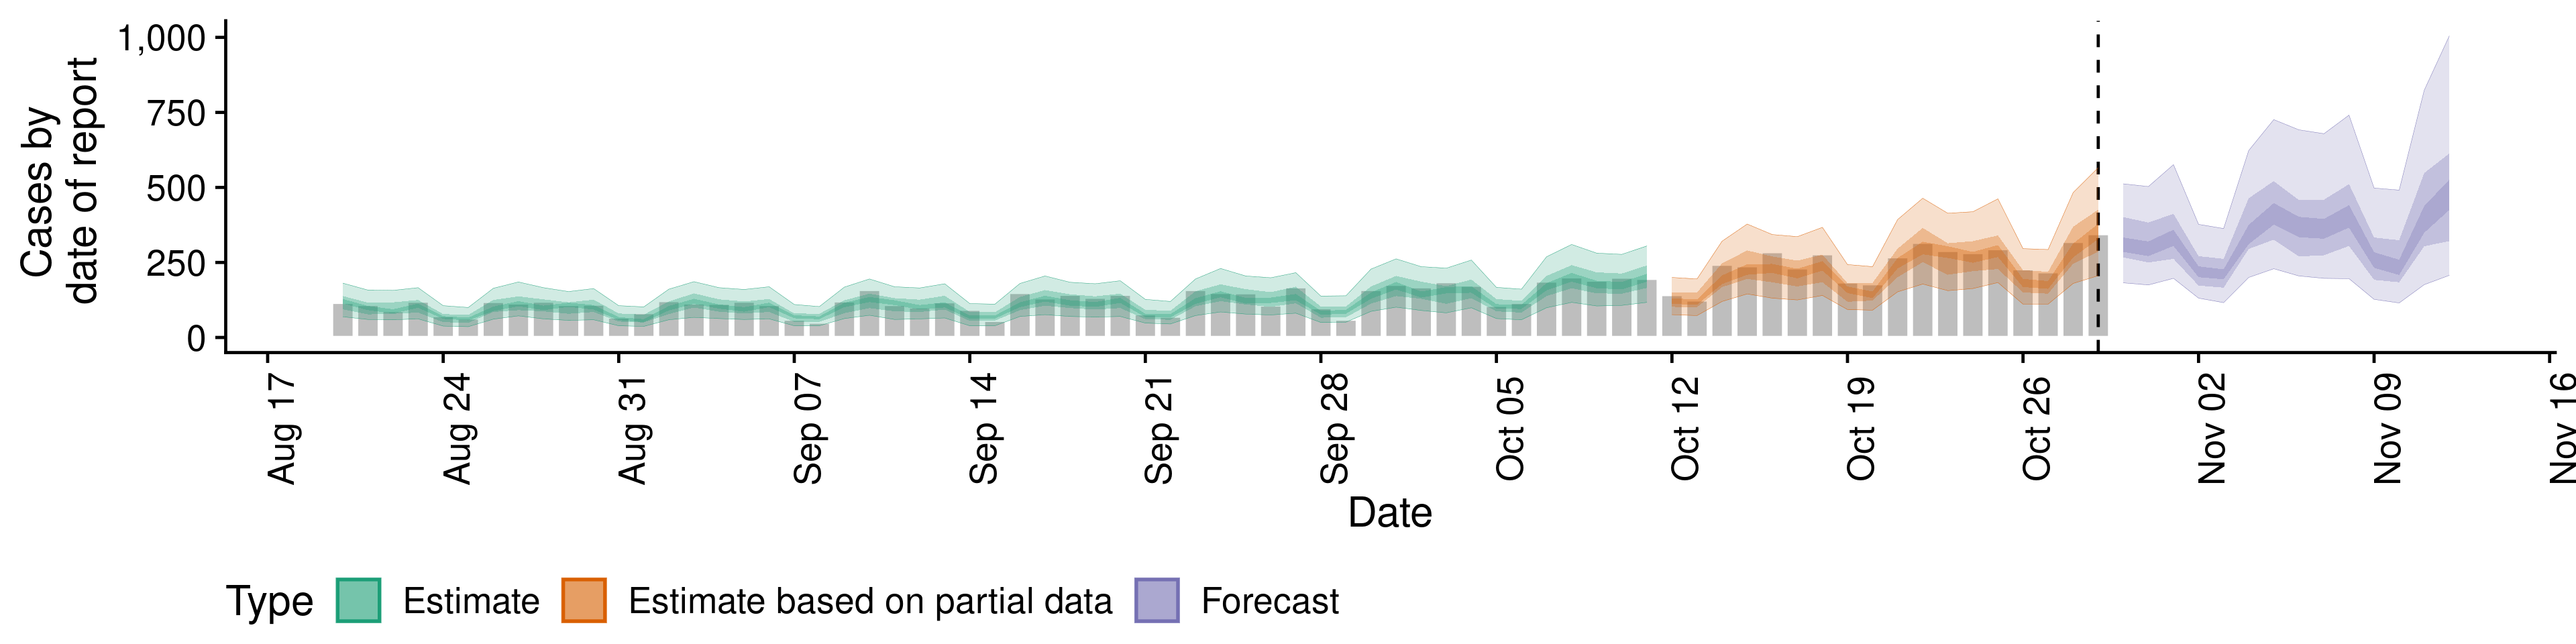 Cases by
date of report
1,000
750
500
250
0
Aug 17
Aug 24
Aug 31
Sep 07
Sep 14
Sep 21
Sep 28
Oct 05
Oct 12
Oct 19
Oct 26
Nov 02
Nov 09
Nov 16
Date
Type Estimate Estimate based on partial data Forecast